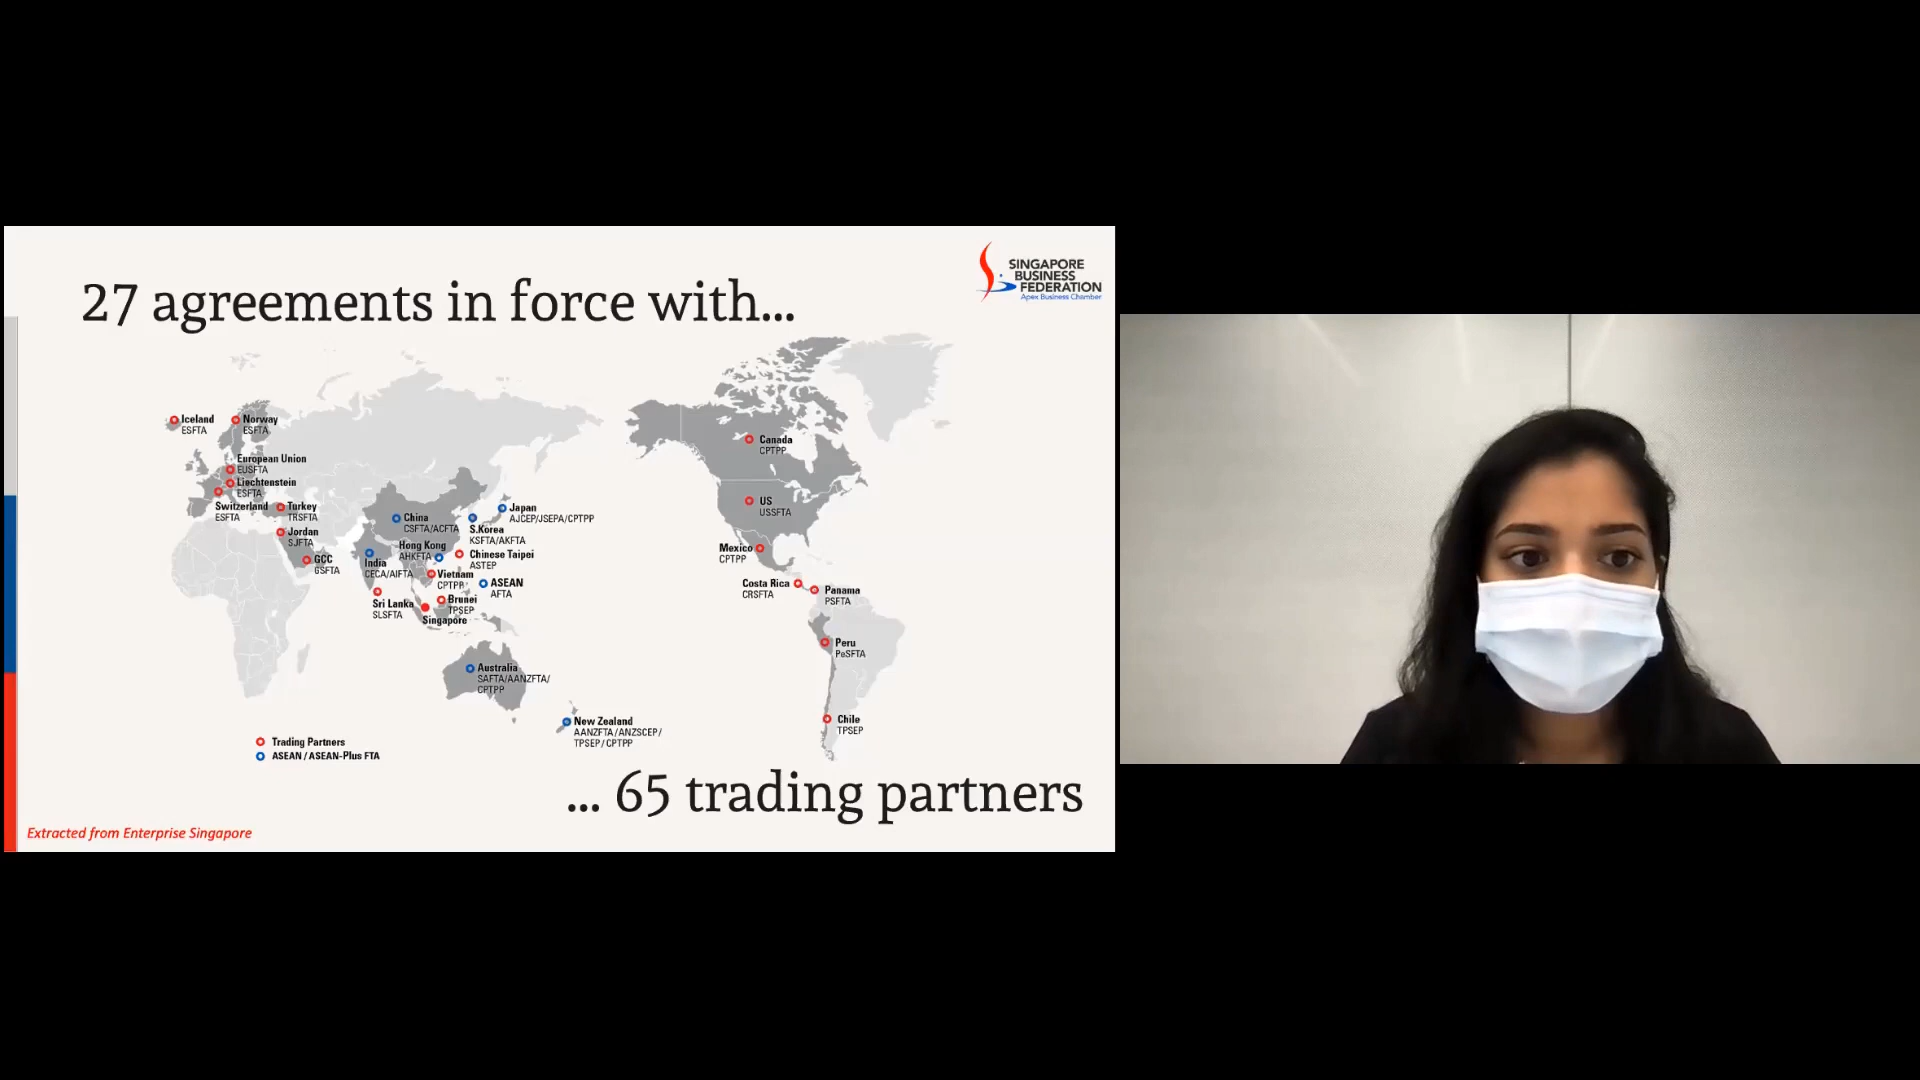 27 agreements in force with...
SINGAPORE
BUSINESS
FEDERATION
Apex Business Chamber
Iceland
ESFTA
Norway
ESFTA
European Union
EUSFTA
Liechtenstein
ESFTA
Switzerland
ESFTA
Turkey
TRSFTA
Jordan
SJFTA
GCC
GSFTA
China
CSFTA/ACFTA
Japan
AJCEP/JSEPA/CPTPP
S.Korea
KSFTA/AKFTA
Hong Kong
AHKFTA
Chinese Taipei
ASTEP
India
CECA/AIFTA
Vietnam
CPTPP
ASEAN
AFTA
Sri Lanka
SLSFTA
Brunei
TPSEP
Singapore
Australia
SAFTA/AANZFTA/
CPTPP
New Zealand
AANZFTA/ANZSCEP/
TPSEP/CPTPP
Canada
CPTPP
US
USSFTA
Mexico
CPTPP
Costa Rica
CRSFTA
Panama
PSFTA
Peru
PeSFTA
Chile
TPSEP
Trading Partners
ASEAN/ASEAN-Plus FTA
... 65 trading partners
Extracted from Enterprise Singapore